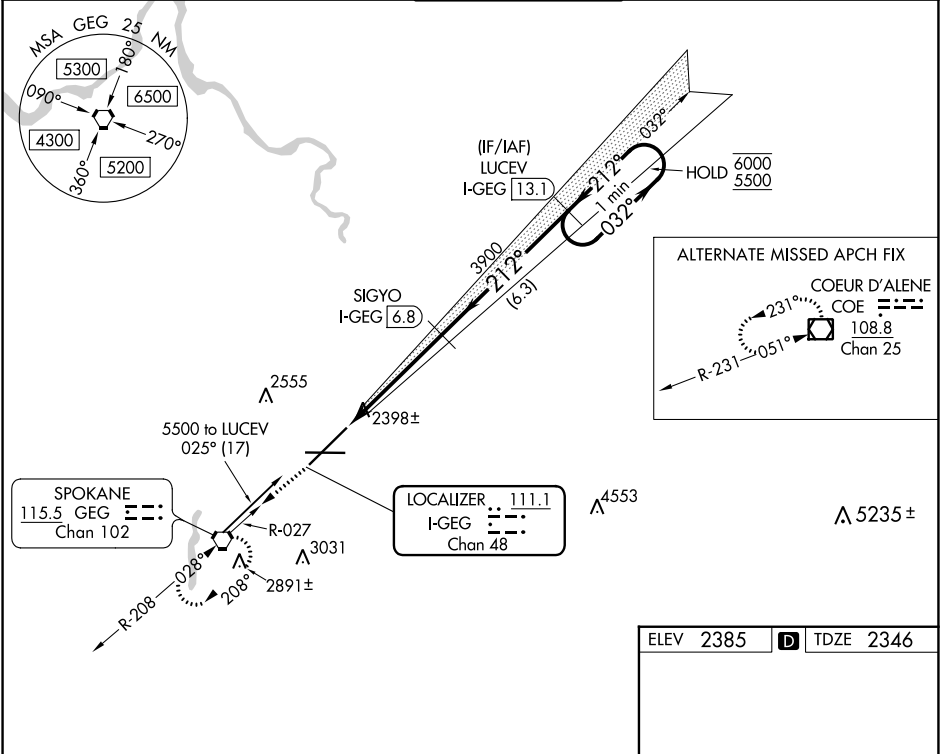 MSA GEG 25 NM
5300
180°
090°
6500
4300
270°
5200
360°
(IF/IAF)
LUCEV
I-GEG 13.1
212°
032°
1 min
032°
HOLD 6000
5500
3900
212°
(6.3)
SIGYO
I-GEG 6.8
ALTERNATE MISSED APCH FIX
COEUR D'ALENE
COE
108.8
Chan 25
231°
R-231
051°
2555
2398±
5500 to LUCEV
025° (17)
SPOKANE
115.5 GEG
Chan 102
LOCALIZER 111.1
I-GEG
Chan 48
4553
5235±
R-027
3031
2891±
028°
208°
R-208
ELEV 2385 D TDZE 2346